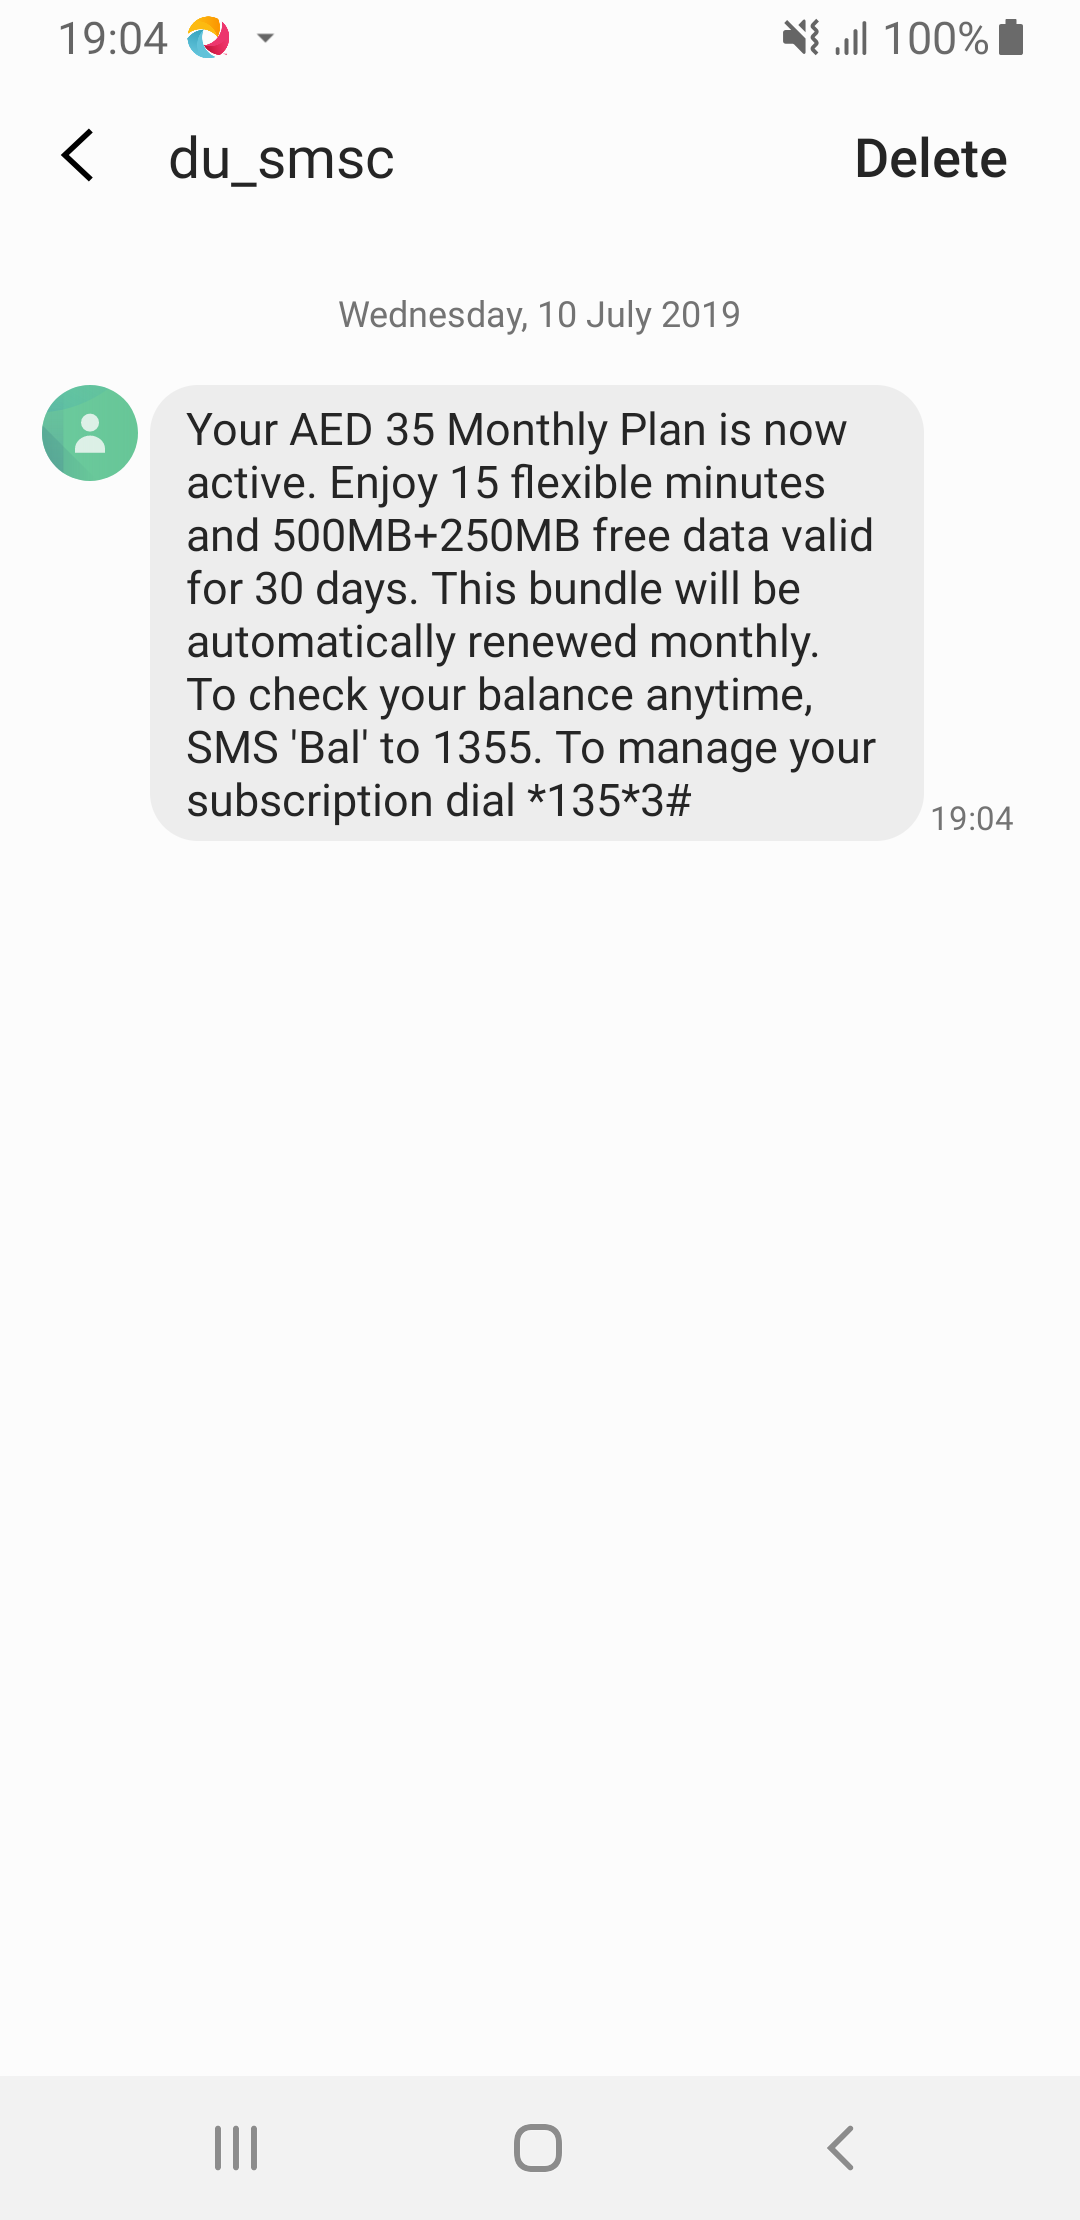 19:04 100%
du_smsc Delete
Wednesday, 10 July 2019
Your AED 35 Monthly Plan is now
active. Enjoy 15 flexible minutes
and 500MB+250MB free data valid
for 30 days. This bundle will be
automatically renewed monthly.
To check your balance anytime,
SMS 'Bal' to 1355. To manage your
subscription dial *135*3#
19:04